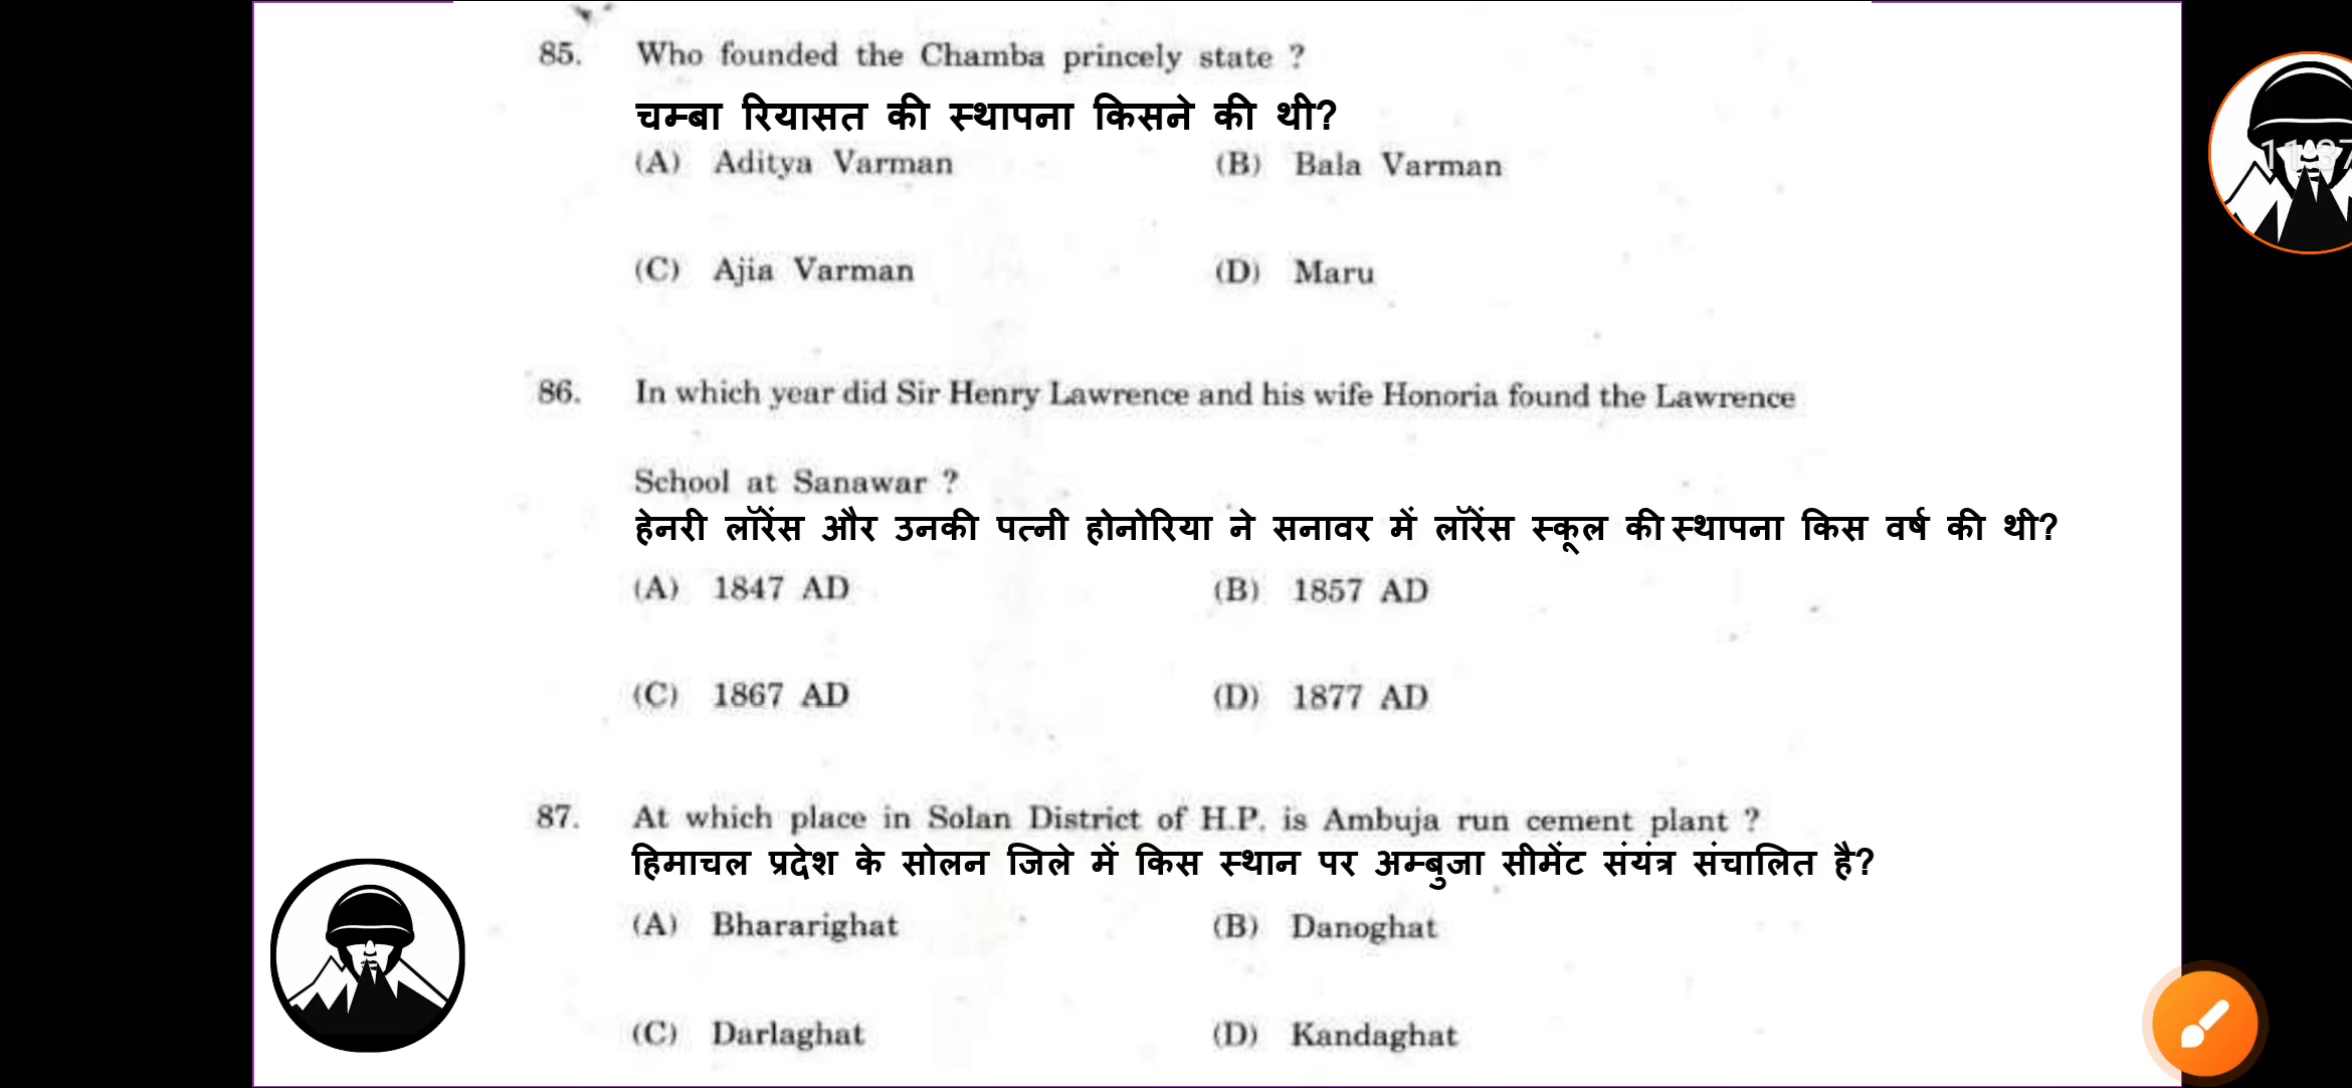 85. Who founded the Chamba princely state ?
चम्बा रियासत की स्थापना किसने की थी?
(A) Aditya Varman (B) Bala Varman
(C) Ajia Varman (D) Maru
86. In which year did Sir Henry Lawrence and his wife Honoria found the Lawrence
School at Sanawar ?
हेनरी लॉरेंस और उनकी पत्नी होनोरिया ने सनावर में लॉरेंस स्कूल की स्थापना किस वर्ष की थी?
(A) 1847 AD (B) 1857 AD
(C) 1867 AD (D) 1877 AD
87. At which place in Solan District of H.P. is Ambuja run cement plant ?
हिमाचल प्रदेश के सोलन जिले में किस स्थान पर अम्बुजा सीमेंट संयंत्र संचालित है?
(A) Bhararighat (B) Danoghat
(C) Darlaghat (D) Kandaghat